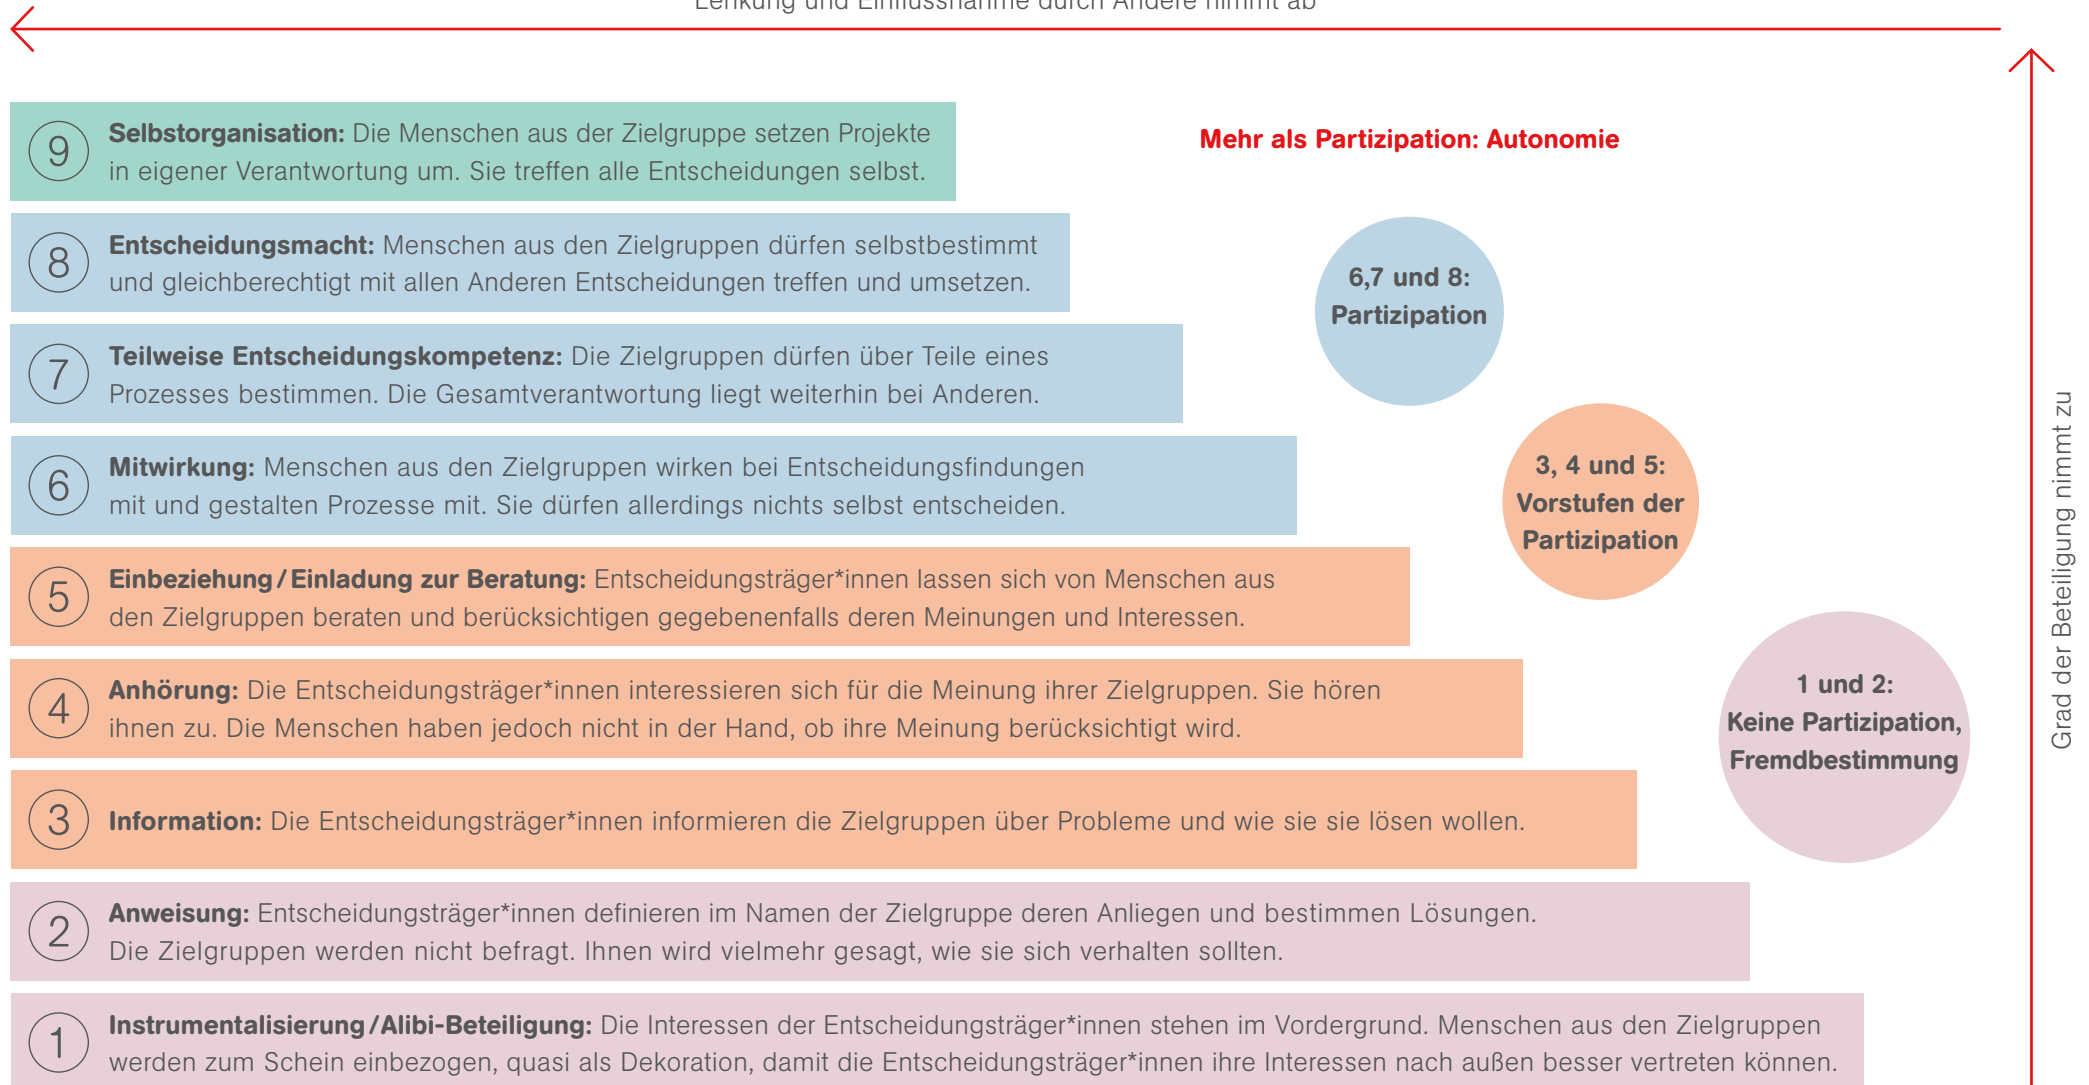 Lenkung und Einflussnahme durch Andere nimmt ab
9 Selbstorganisation: Die Menschen aus der Zielgruppe setzen Projekte
in eigener Verantwortung um. Sie treffen alle Entscheidungen selbst.
Mehr als Partizipation: Autonomie
8 Entscheidungsmacht: Menschen aus den Zielgruppen dürfen selbstbestimmt
und gleichberechtigt mit allen Anderen Entscheidungen treffen und umsetzen.
6,7 und 8:
Partizipation
7 Teilweise Entscheidungskompetenz: Die Zielgruppen dürfen über Teile eines
Prozesses bestimmen. Die Gesamtverantwortung liegt weiterhin bei Anderen.
6 Mitwirkung: Menschen aus den Zielgruppen wirken bei Entscheidungsfindungen
mit und gestalten Prozesse mit. Sie dürfen allerdings nichts selbst entscheiden.
3, 4 und 5:
Vorstufen der
Partizipation
5 Einbeziehung/Einladung zur Beratung: Entscheidungsträger*innen lassen sich von Menschen aus
den Zielgruppen beraten und berücksichtigen gegebenenfalls deren Meinungen und Interessen.
4 Anhörung: Die Entscheidungsträger*innen interessieren sich für die Meinung ihrer Zielgruppen. Sie hören
ihnen zu. Die Menschen haben jedoch nicht in der Hand, ob ihre Meinung berücksichtigt wird.
1 und 2:
Keine Partizipation,
Fremdbestimmung
3 Information: Die Entscheidungsträger*innen informieren die Zielgruppen über Probleme und wie sie sie lösen wollen.
2 Anweisung: Entscheidungsträger*innen definieren im Namen der Zielgruppe deren Anliegen und bestimmen Lösungen.
Die Zielgruppen werden nicht befragt. Ihnen wird vielmehr gesagt, wie sie sich verhalten sollten.
1 Instrumentalisierung/Alibi-Beteiligung: Die Interessen der Entscheidungsträger*innen stehen im Vordergrund. Menschen aus den Zielgruppen
werden zum Schein einbezogen, quasi als Dekoration, damit die Entscheidungsträger*innen ihre Interessen nach außen besser vertreten können.
Grad der Beteiligung nimmt zu